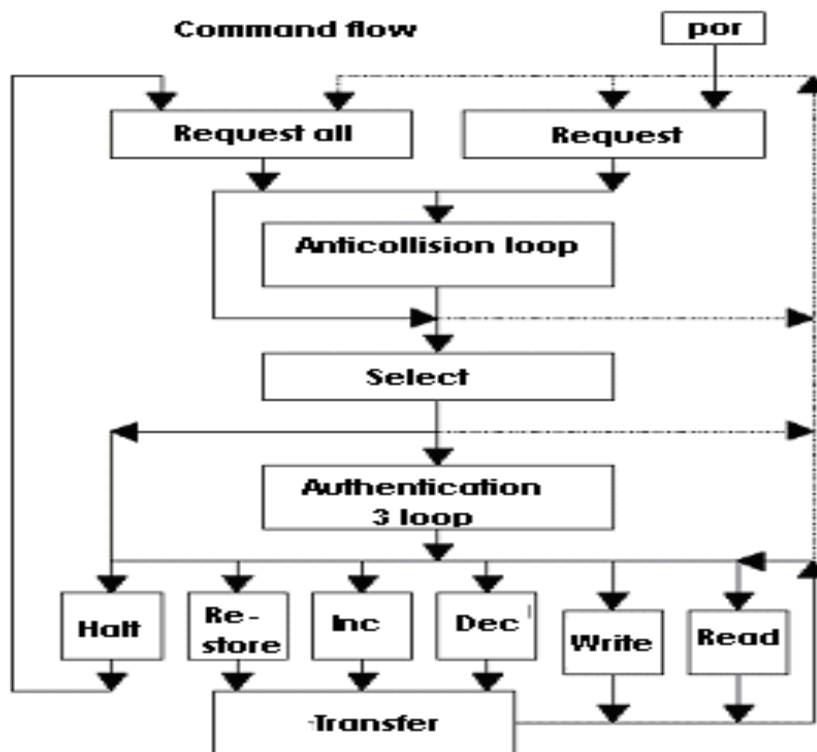 Command flow
por
Request all
Request
Anticollision loop
Select
Authentication
3 loop
Halt
Re-
store
Inc
Dec
Write
Read
Transfer